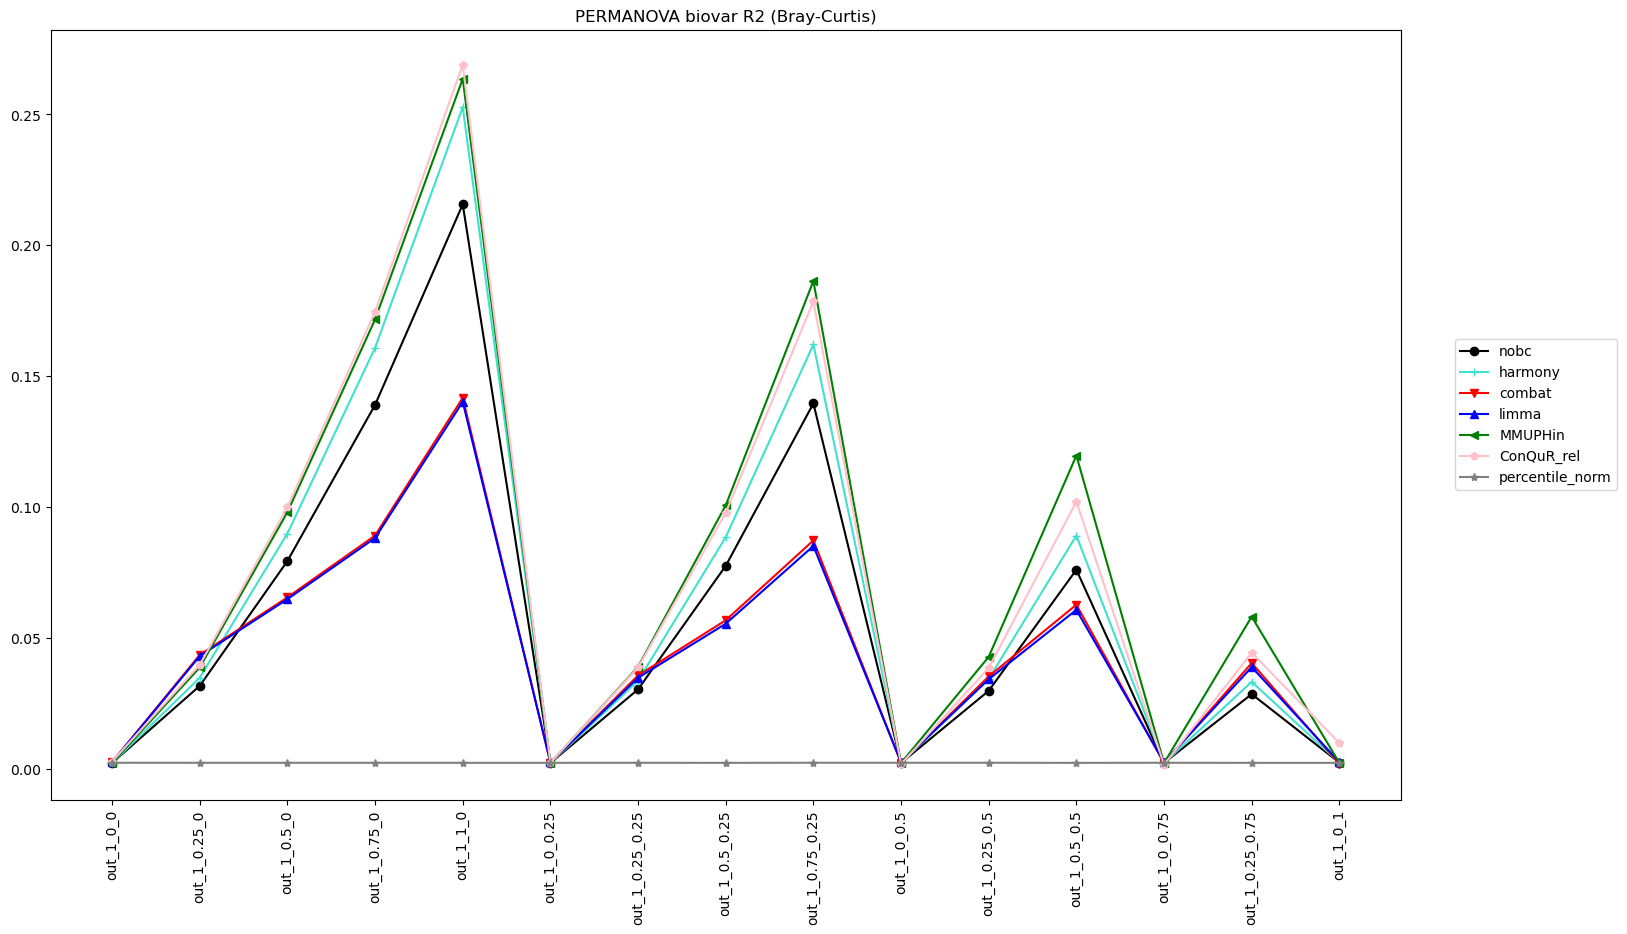 PERMANOVA biovar R2 (Bray-Curtis)
0.25
0.20
0.15
0.10
0.05
0.00
nobc
harmony
combat
limma
MMUPHin
ConQuR_rel
percentile_norm
out_1_0_0
out_1_0.25_0
out_1_0.5_0
out_1_0.75_0
out_1_1_0
out_1_0_0.25
out_1_0.25_0.25
out_1_0.5_0.25
out_1_0.75_0.25
out_1_0_0.5
out_1_0.25_0.5
out_1_0.5_0.5
out_1_0_0.75
out_1_0.25_0.75
out_1_0_1